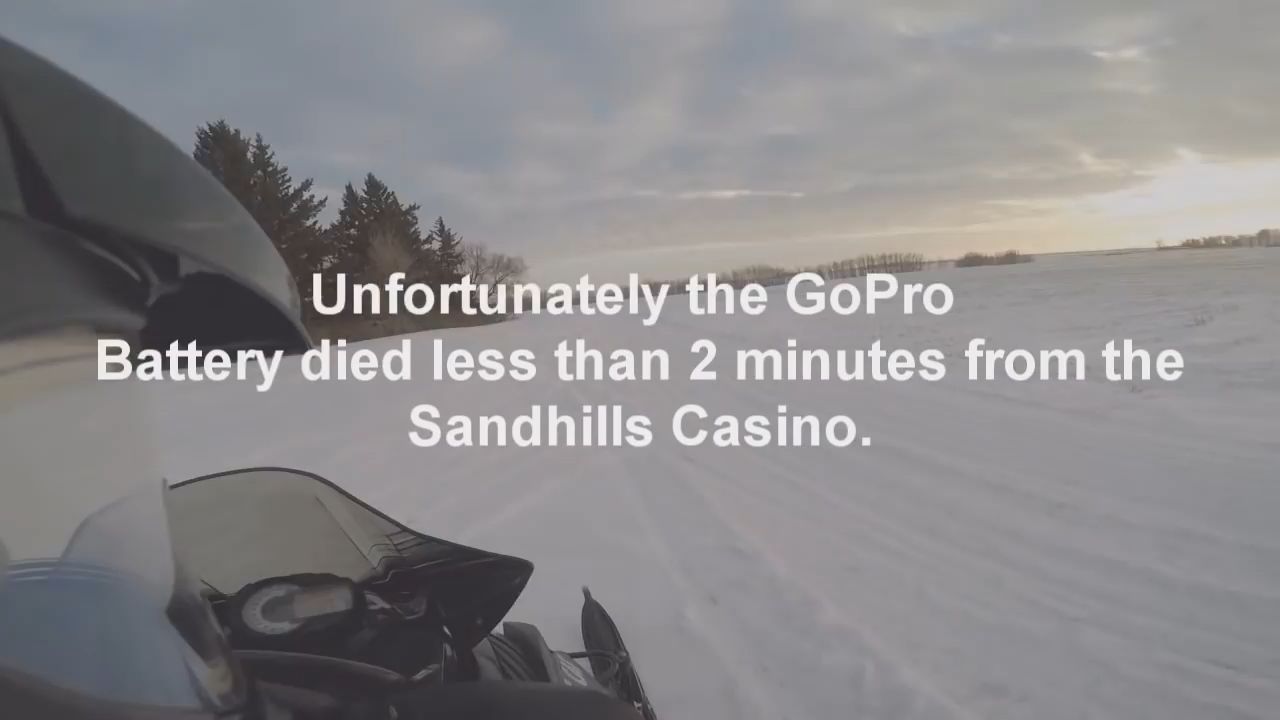 Unfortunately the GoPro
Battery died less than 2 minutes from the
Sandhills Casino.